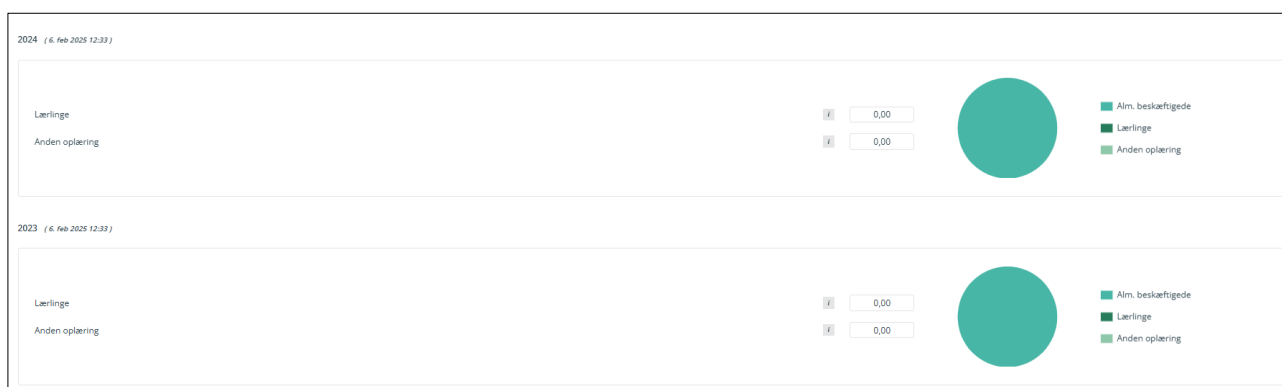 2024 ( 6. feb 2025 12:33 )
Lærlinge i 0,00
Anden oplæring i 0,00
Alm. beskæftigede
Lærlinge
Anden oplæring
2023 ( 6. feb 2025 12:33 )
Lærlinge i 0,00
Anden oplæring i 0,00
Alm. beskæftigede
Lærlinge
Anden oplæring